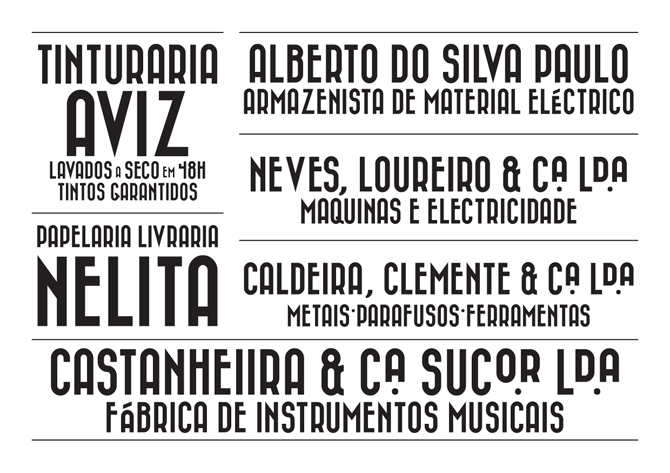 TINTURARIA
AVIZ
LAVADOS A SECO EM 48H
TINTOS GARANTIDOS
PAPELARIA LIVRARIA
NELITA
ALBERTO DO SILVA PAULO
ARMAZENISTA DE MATERIAL ELÉCTRICO
NEVES, LOUREIRO & CA LDA
MAQUINAS E ELECTRICIDADE
CALDEIRA, CLEMENTE & CA LDA
METAIS·PARAFUSOS·FERRAMENTAS
CASTANHEIIRA & CA SUCOR LDA
FÁBRICA DE INSTRUMENTOS MUSICAIS